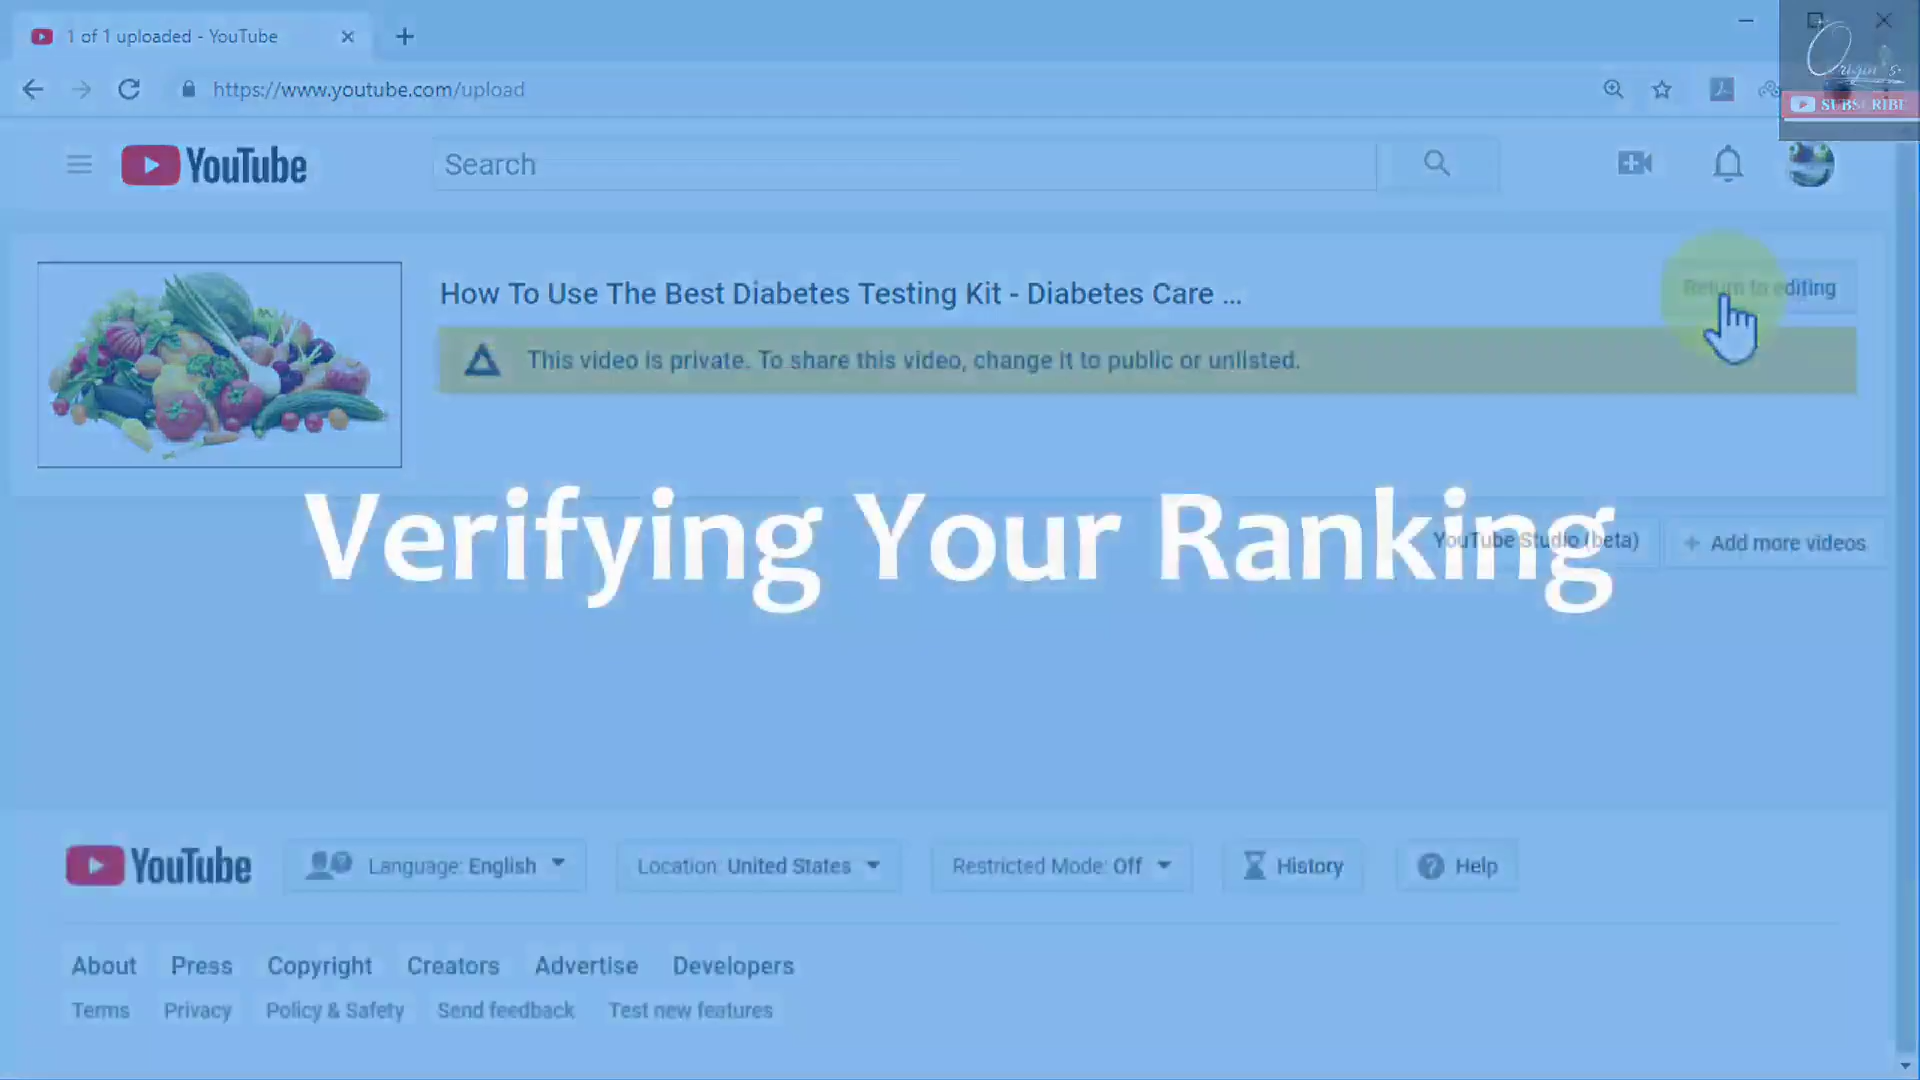 1 of 1 uploaded - YouTube
https://www.youtube.com/upload
Origin's
SUBSCRIBE
YouTube
Search
How To Use The Best Diabetes Testing Kit - Diabetes Care ...
Return to editing
This video is private. To share this video, change it to public or unlisted.
Verifying Your Ranking
YouTube Studio (beta)
+ Add more videos
YouTube
Language: English
Location: United States
Restricted Mode: Off
History
Help
About Press Copyright Creators Advertise Developers
Terms Privacy Policy & Safety Send feedback Test new features